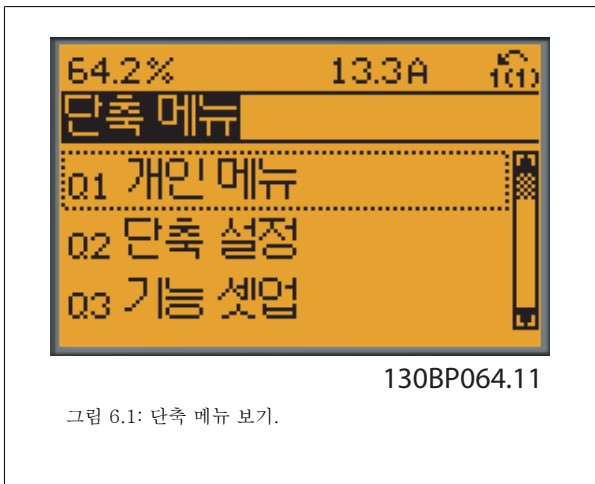 64.2% 13.3A 1(1)
단축 메뉴
Q1 개인 메뉴
Q2 단축 설정
Q3 기능 셋업
130BP064.11
그림 6.1: 단축 메뉴 보기.